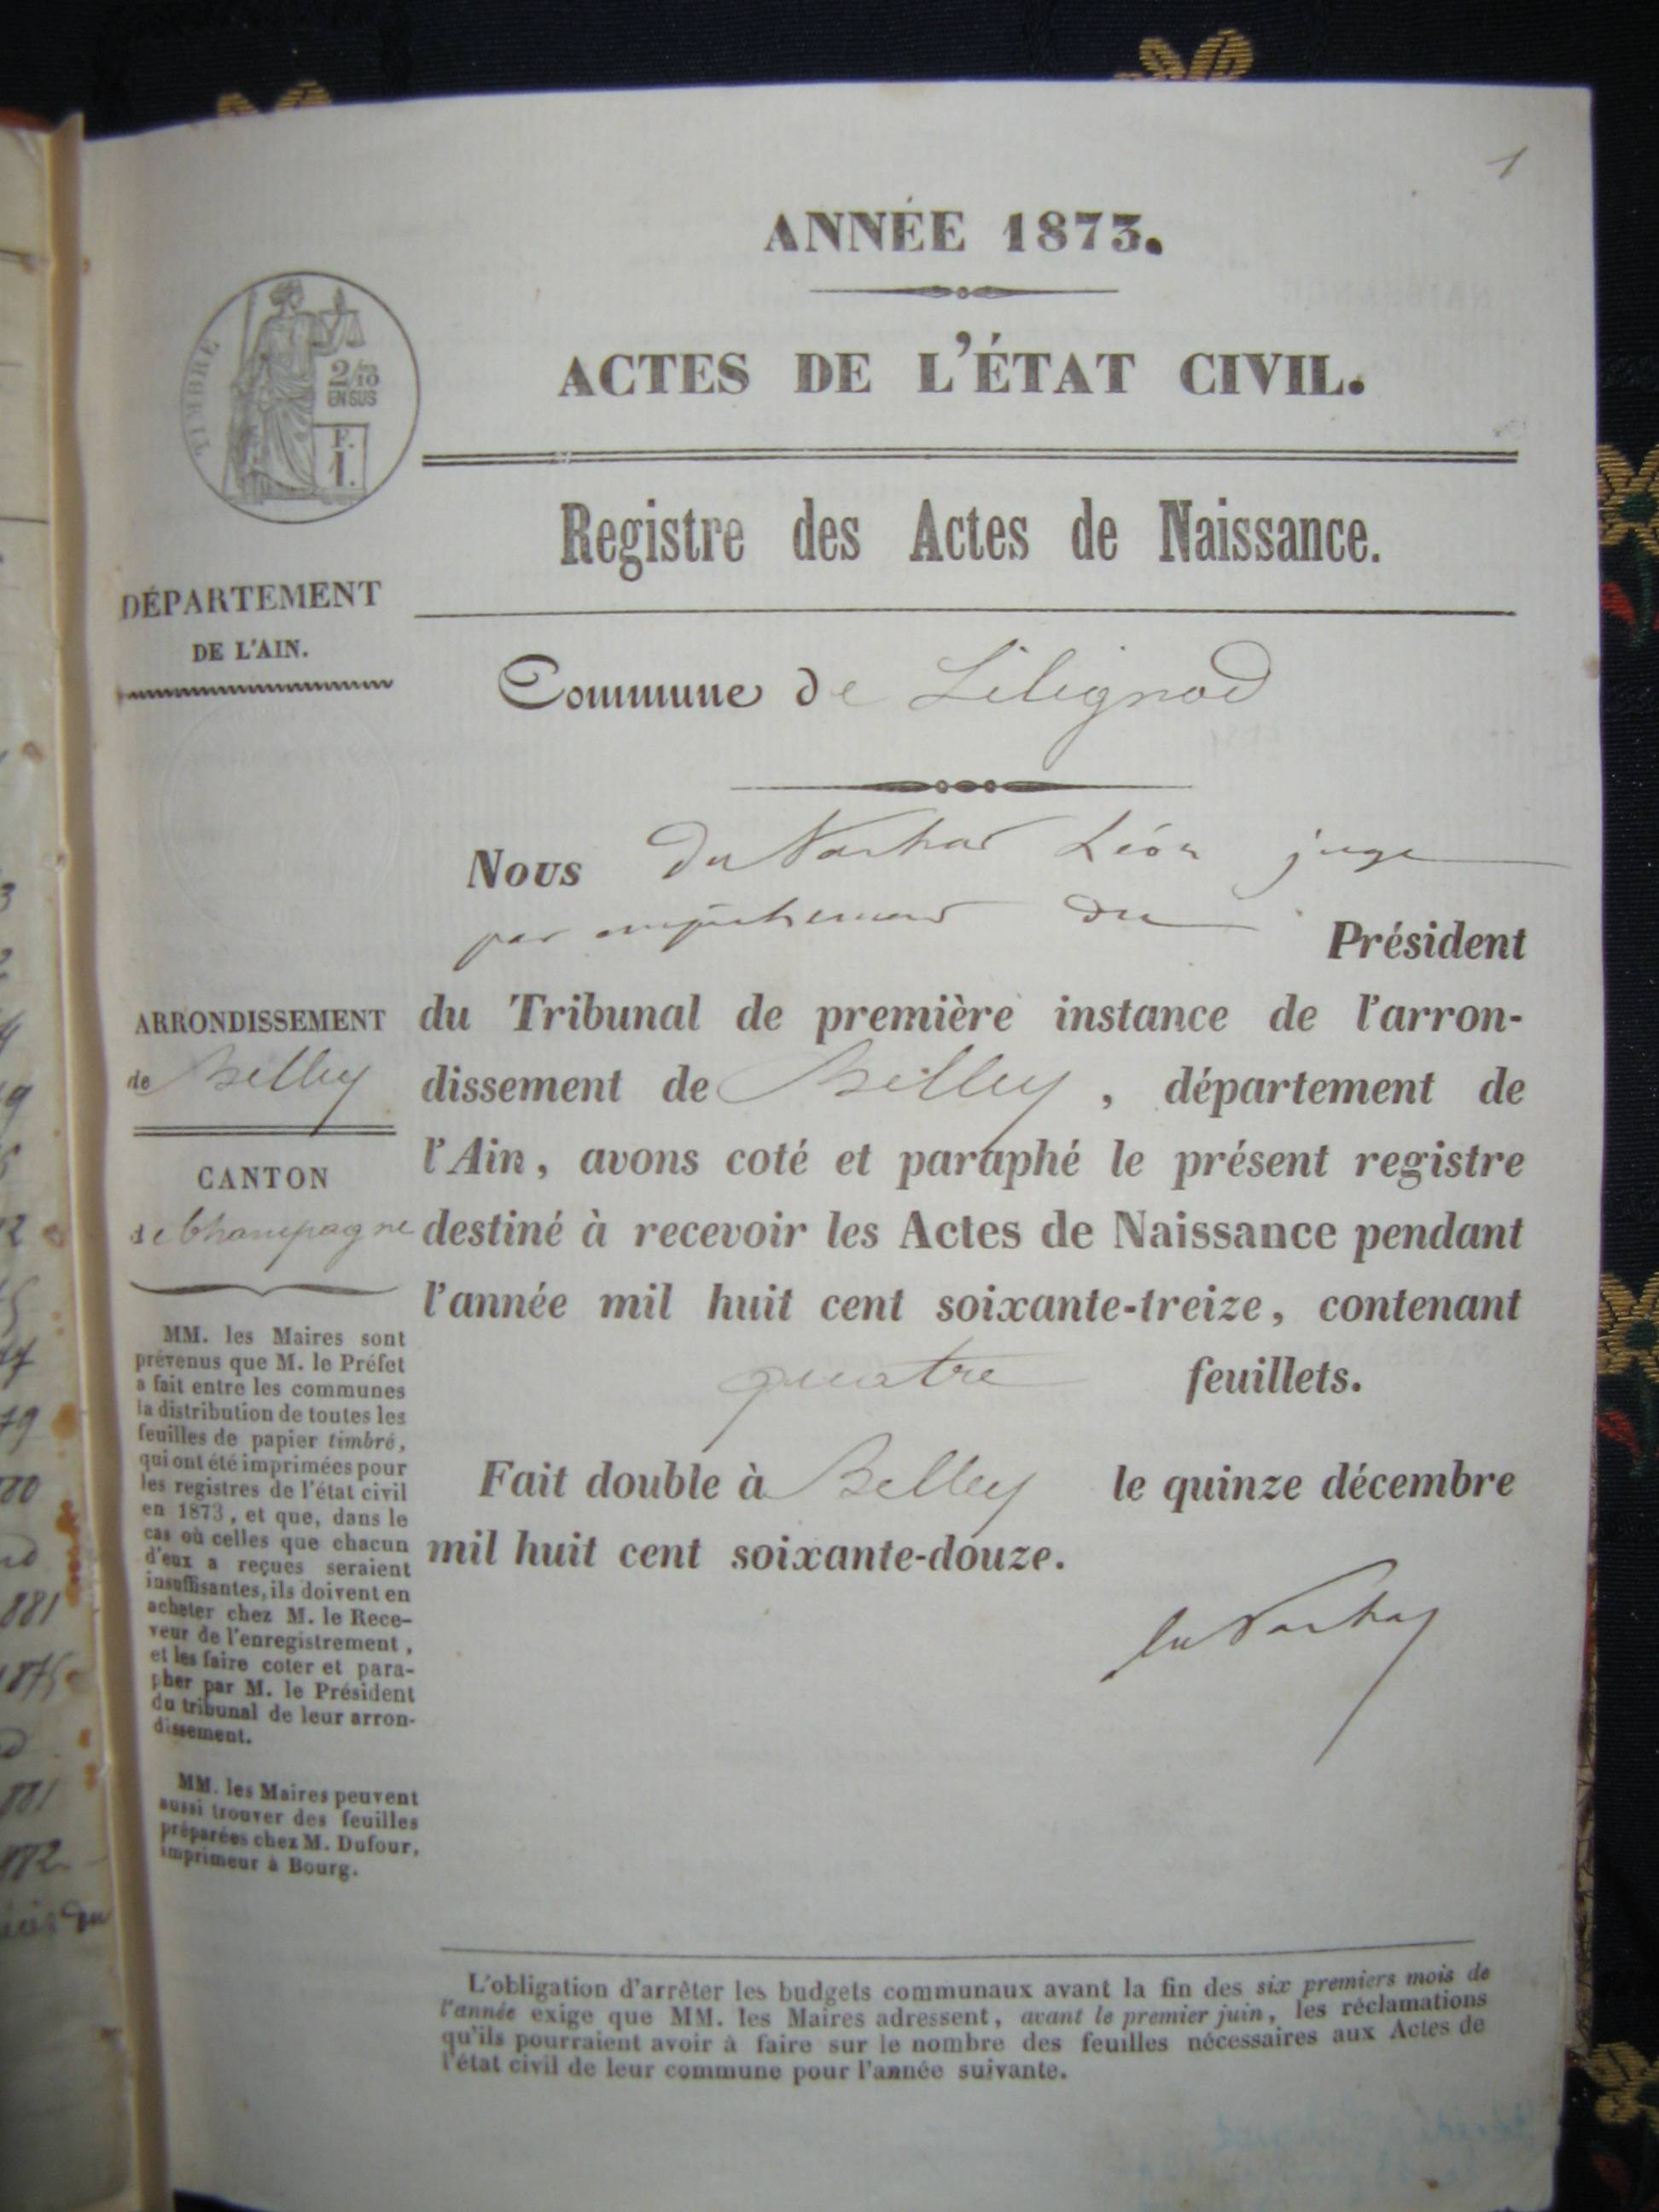 1
ANNÉE 1873.
ACTES DE L'ÉTAT CIVIL.
TIMBRE
2/10
EN SUS
F.
1.
Registre des Actes de Naissance.
DÉPARTEMENT
DE L'AIN.
Commune de Lilignod
Nous Léon juge
par empêchement du Président
du Tribunal de première instance de l'arron-
dissement de Belley, département de
l'Ain, avons coté et paraphé le présent registre
destiné à recevoir les Actes de Naissance pendant
l'année mil huit cent soixante-treize, contenant
quatre feuillets.
Fait double à Belley le quinze décembre
mil huit cent soixante-douze.
ARRONDISSEMENT
de Belley
CANTON
de Champagne
MM. les Maires sont
prévenus que M. le Préfet
a fait entre les communes
la distribution de toutes les
feuilles de papier timbré,
qui ont été imprimées pour
les registres de l'état civil
en 1873, et que, dans le
cas où celles que chacun
d'eux a reçues seraient
insuffisantes, ils doivent en
acheter chez M. le Rece-
veur de l'enregistrement,
et les faire coter et para-
pher par M. le Président
du tribunal de leur arron-
dissement.
MM. les Maires peuvent
aussi trouver des feuilles
préparées chez M. Dufour,
imprimeur à Bourg.
L'obligation d'arrêter les budgets communaux avant la fin des six premiers mois de
l'année exige que MM. les Maires adressent, avant le premier juin, les réclamations
qu'ils pourraient avoir à faire sur le nombre des feuilles nécessaires aux Actes de
l'état civil de leur commune pour l'année suivante.